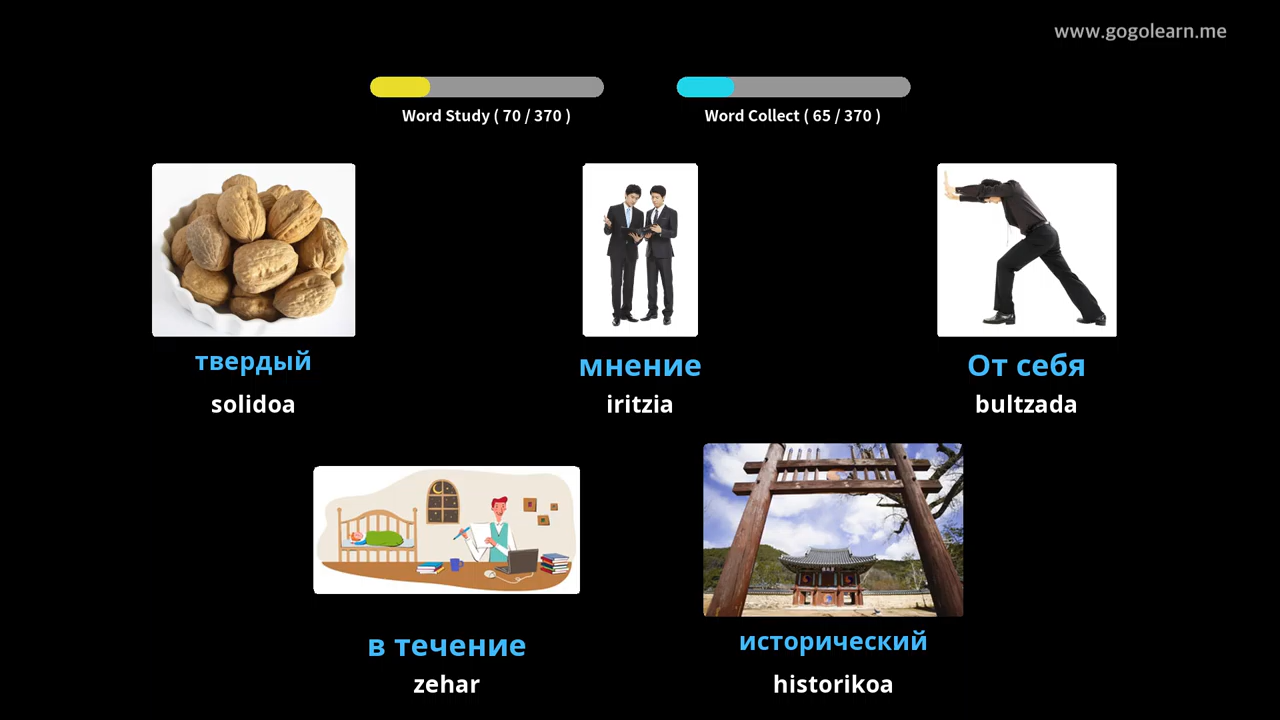 www.gogolearn.me
Word Study ( 70 / 370 )
Word Collect ( 65 / 370 )
твердый
solidoa
мнение
iritzia
От себя
bultzada
в течение
zehar
исторический
historikoa